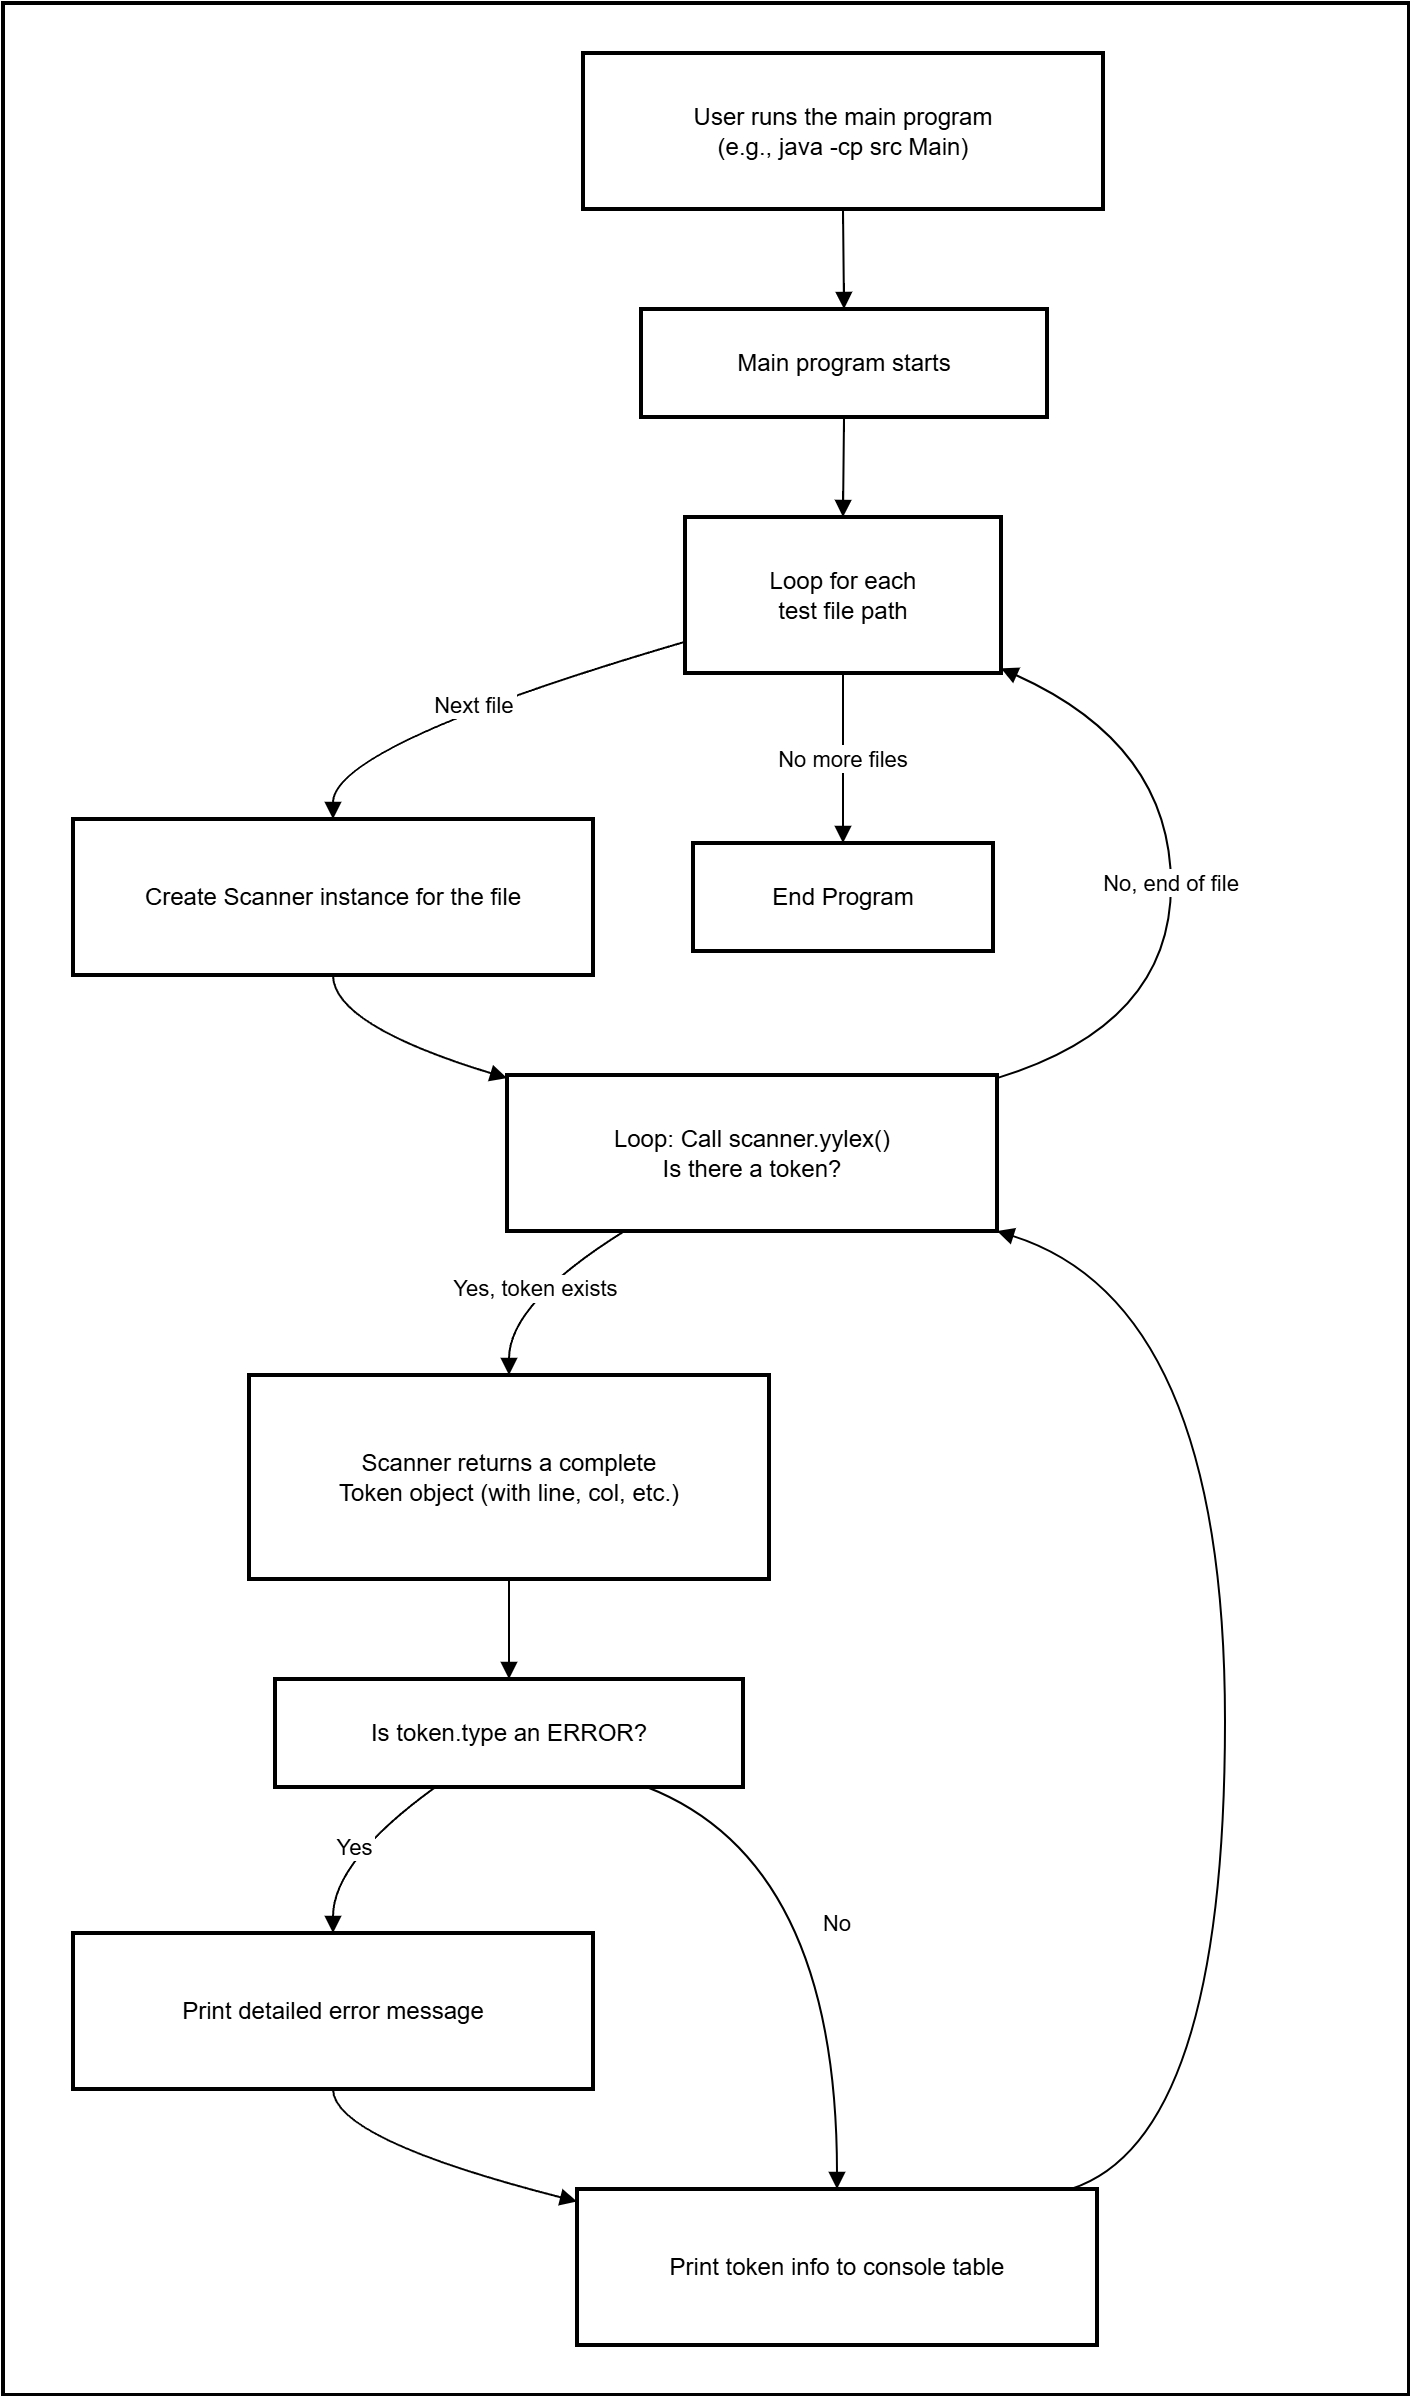 User runs the main program
(e.g., java -cp src Main)
Main program starts
Loop for each
test file path
Next file
No more files
Create Scanner instance for the file
End Program
No, end of file
Loop: Call scanner.yylex()
Is there a token?
Yes, token exists
Scanner returns a complete
Token object (with line, col, etc.)
Is token.type an ERROR?
Yes
No
Print detailed error message
Print token info to console table